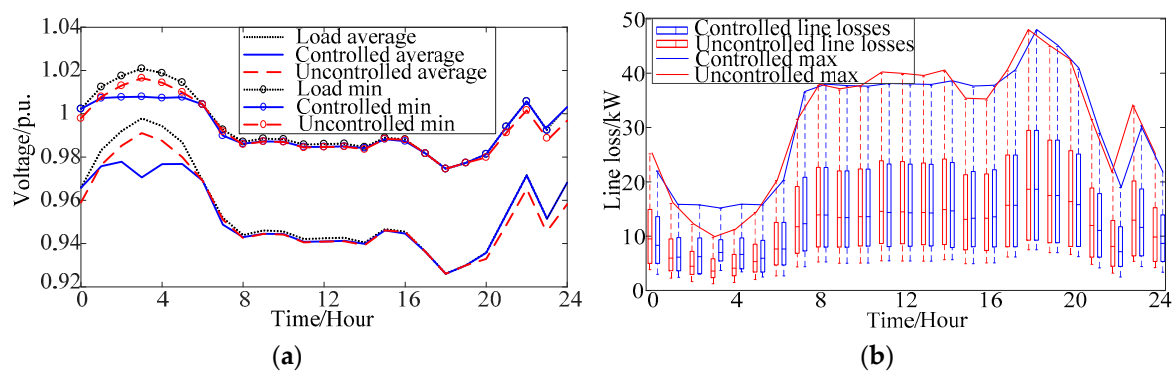 1.04
1.02
1
0.98
0.96
0.94
0.92
Voltage/p.u.
Load average
Controlled average
Uncontrolled average
Load min
Controlled min
Uncontrolled min
0 4 8 12 16 20 24
Time/Hour
(a)
50
40
30
20
10
0
Line loss/kW
Controlled line losses
Uncontrolled line losses
Controlled max
Uncontrolled max
0 4 8 12 16 20 24
Time/Hour
(b)